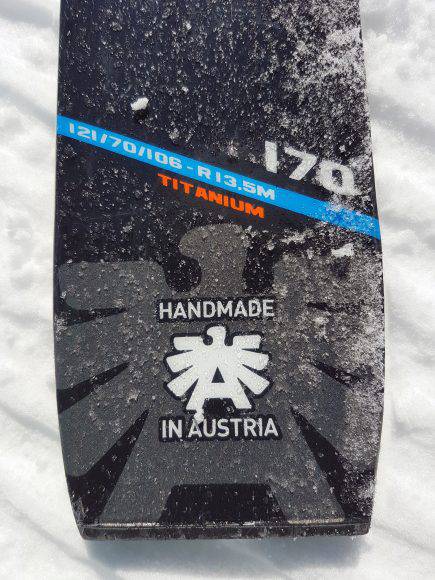 170
121/70/106 - R13.5M
TITANIUM
HANDMADE
A
IN AUSTRIA